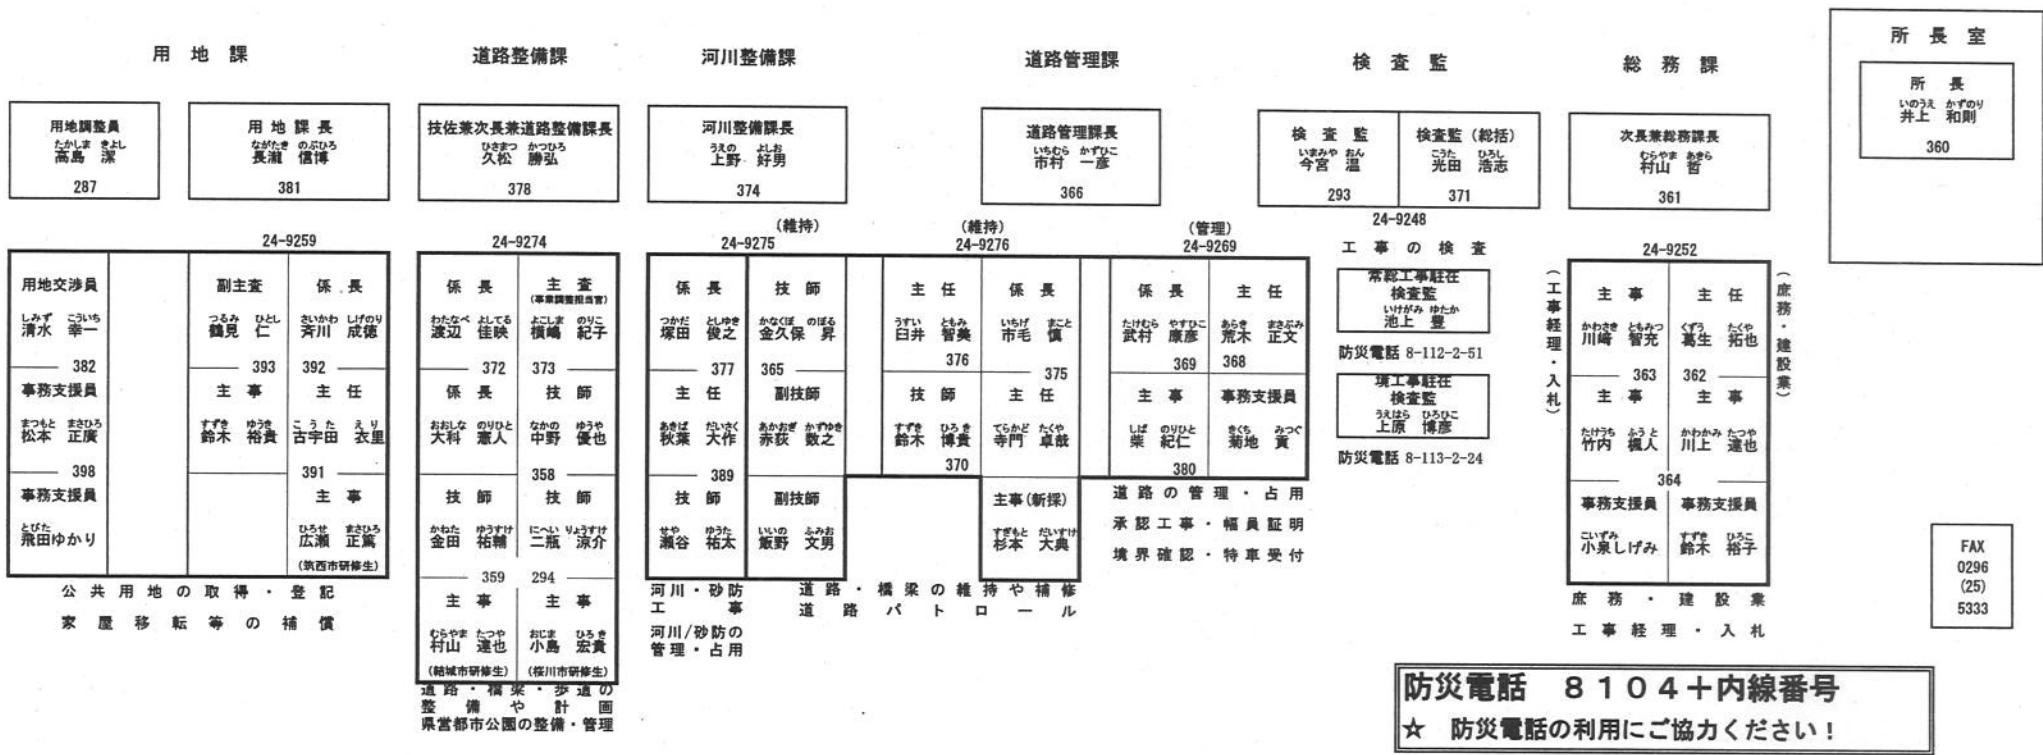 用地課
用地調整員
たかしま きよし
高島 潔
287
用地課長
ながたき のぶひろ
長瀧 信博
381
24-9259
用地交渉員
しみず こういち
清水 幸一
382
事務支援員
まつもと まさひろ
松本 正廣
398
事務支援員
とびた
飛田ゆかり
副主査
つるみ ひとし
鶴見 仁
393
主事
すずき ゆうき
鈴木 裕貴
係長
さいかわ しげのり
斉川 成徳
392
主任
こうた えり
古宇田 衣里
391
主事
ひろせ まさひろ
広瀬 正篤
(筑西市研修生)
公共用地の取得・登記
家屋移転等の補償
道路整備課
技佐兼次長兼道路整備課長
ひさまつ かつひろ
久松 勝弘
378
24-9274
係長
わたなべ よしてる
渡辺 佳映
372
係長
おおしな のりひと
大科 憲人
技師
かねた ゆうすけ
金田 祐輔
359
主事
むらやま たつや
村山 達也
(結城市研修生)
主査
(事業調整担当官)
よこしま のりこ
横嶋 紀子
373
技師
なかの ゆうや
中野 優也
358
技師
にへい りょうすけ
二瓶 涼介
294
主事
おじま ひろき
小島 宏貴
(桜川市研修生)
道路・橋梁・歩道の
整備や計画
県営都市公園の整備・管理
河川整備課
河川整備課長
うえの よしお
上野 好男
374
24-9275
係長
つかだ としゆき
塚田 俊之
377
主任
あきば だいさく
秋葉 大作
389
技師
せや ゆうた
瀬谷 祐太
河川・砂防
工事
河川/砂防の
管理・占用
(維持)
技師
かなくぼ のぼる
金久保 昇
365
副技師
あかおぎ かずゆき
赤荻 数之
副技師
いいの ふみお
飯野 文男
道路管理課
道路管理課長
いちむら かずひこ
市村 一彦
366
(維持)
24-9276
主任
うすい ともみ
臼井 智美
376
技師
すずき ひろき
鈴木 博貴
370
係長
いちげ まこと
市毛 慎
375
主任
てらかど たくや
寺門 卓哉
主事(新採)
すぎもと だいすけ
杉本 大典
道路・橋梁の維持や補修
道路パトロール
(管理)
24-9269
係長
たけむら やすひこ
武村 康彦
369
主事
しば のりひと
柴 紀仁
380
主任
あらき まさぶみ
荒木 正文
368
事務支援員
きくち みつぐ
菊地 貢
道路の管理・占用
承認工事・幅員証明
境界確認・特車受付
検査監
検査監
いまみや おん
今宮 温
293
検査監(総括)
こうた ひろし
光田 浩志
371
24-9248
工事の検査
常総工事駐在
検査監
いけがみ ゆたか
池上 豊
防災電話 8-112-2-51
境工事駐在
検査監
うえはら ひろひこ
上原 博彦
防災電話 8-113-2-24
総務課
次長兼総務課長
むらやま あきら
村山 哲
361
24-9252
(工事経理・入札)
主事
かわさき ともみつ
川﨑 智充
363
主事
たけうち ふうと
竹内 楓人
364
事務支援員
こいずみ
小泉しげみ
主任
くずう たくや
葛生 拓也
362
主事
かわかみ たつや
川上 達也
事務支援員
すずき ひろこ
鈴木 裕子
(庶務・建設業)
庶務・建設業
工事経理・入札
所長室
所長
いのうえ かずのり
井上 和則
360
FAX
0296
(25)
5333
防災電話 8104+内線番号
☆ 防災電話の利用にご協力ください!